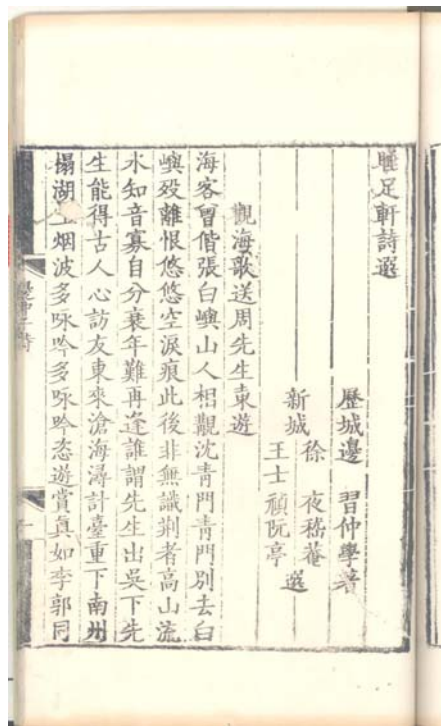 睡足軒詩選
歷城邊 習仲學著
新城 徐 夜嵇菴
王士禎阮亭 選
觀海歌送周先生東遊
海客曾偕張白嶼山人相觀沈青門青門別去白
嶼歿離恨悠悠空淚痕此後非無識荆者高山流
水知音寡自分衰年難再逢誰謂先生出吳下先
生能得古人心訪友東來滄海潯計臺重下南州
榻湖上烟波多咏吟多咏吟恣遊賞真如李郭同